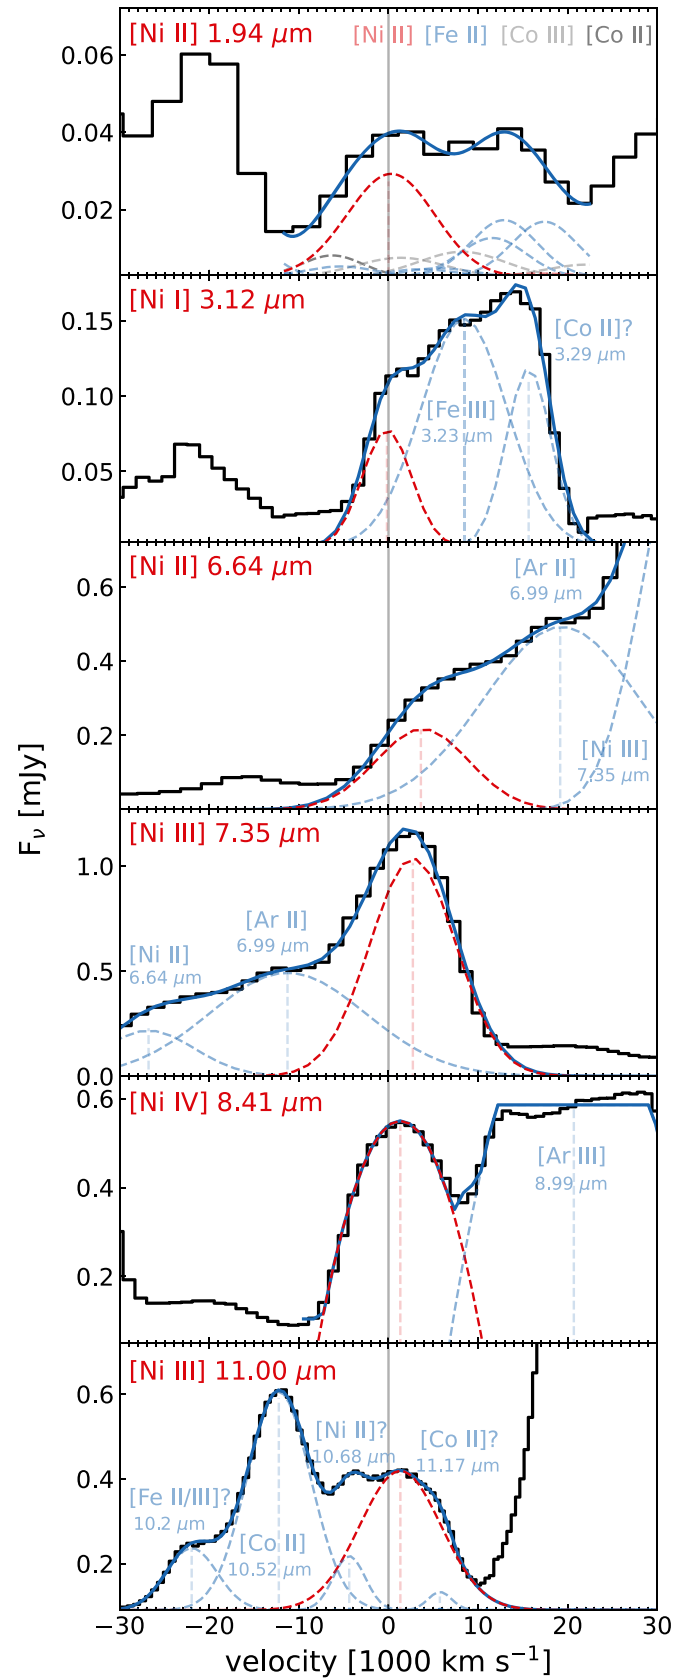 [Ni II] 1.94 μm
[Ni II] [Fe II] [Co III] [Co II]
0.06
0.04
0.02
[Ni I] 3.12 μm
[Co II]?
3.29 μm
0.15
[Fe III]
3.23 μm
0.10
0.05
[Ni II] 6.64 μm
[Ar II]
6.99 μm
0.6
0.4
0.2
[Ni III]
7.35 μm
Fν [mJy]
[Ni III] 7.35 μm
1.0
[Ar II]
6.99 μm
[Ni II]
6.64 μm
0.5
0.0
[Ni IV] 8.41 μm
0.6
[Ar III]
8.99 μm
0.4
0.2
[Ni III] 11.00 μm
0.6
[Ni II]?
10.68 μm
[Co II]?
11.17 μm
0.4
[Fe II/III]?
10.2 μm
[Co II]
10.52 μm
0.2
−30 −20 −10 0 10 20 30
velocity [1000 km s⁻¹]